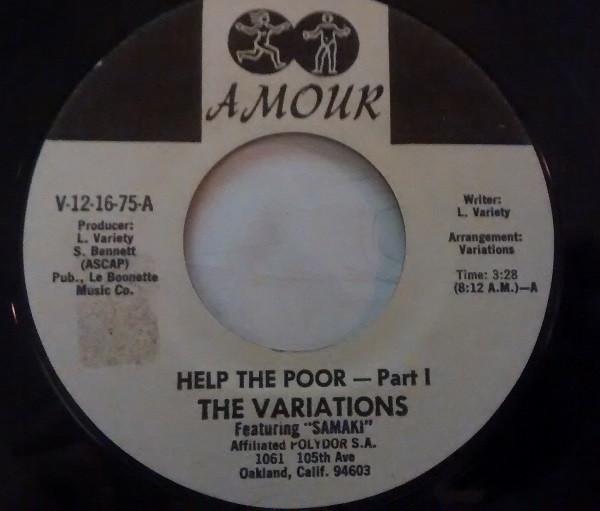 AMOUR
V-12-16-75-A
Producer:
L. Variety
S. Bennett
(ASCAP)
Pub., Le Boonette
Music Co.
Writer:
L. Variety
Arrangement:
Variations
Time: 3:28
(8:12 A.M.)—A
HELP THE POOR — Part I
THE VARIATIONS
Featuring "SAMAKI"
Affiliated POLYDOR S.A.
1061 105th Ave
Oakland, Calif. 94603